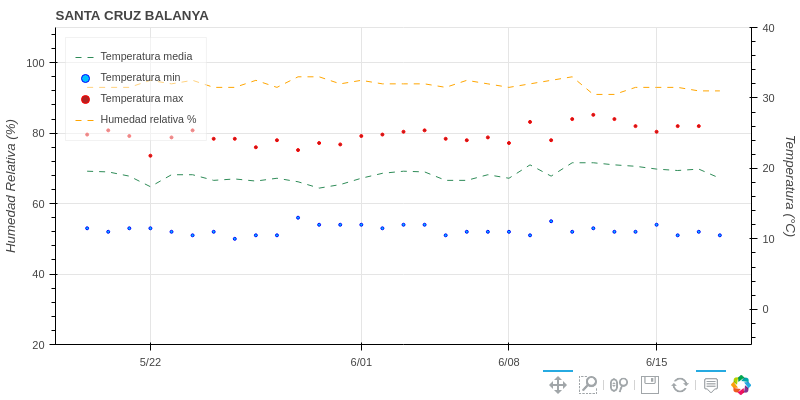 SANTA CRUZ BALANYA
Temperatura media
Temperatura min
Temperatura max
Humedad relativa %
Humedad Relativa (%)
100
80
60
40
20
Temperatura (°C)
40
30
20
10
0
5/22
6/01
6/08
6/15